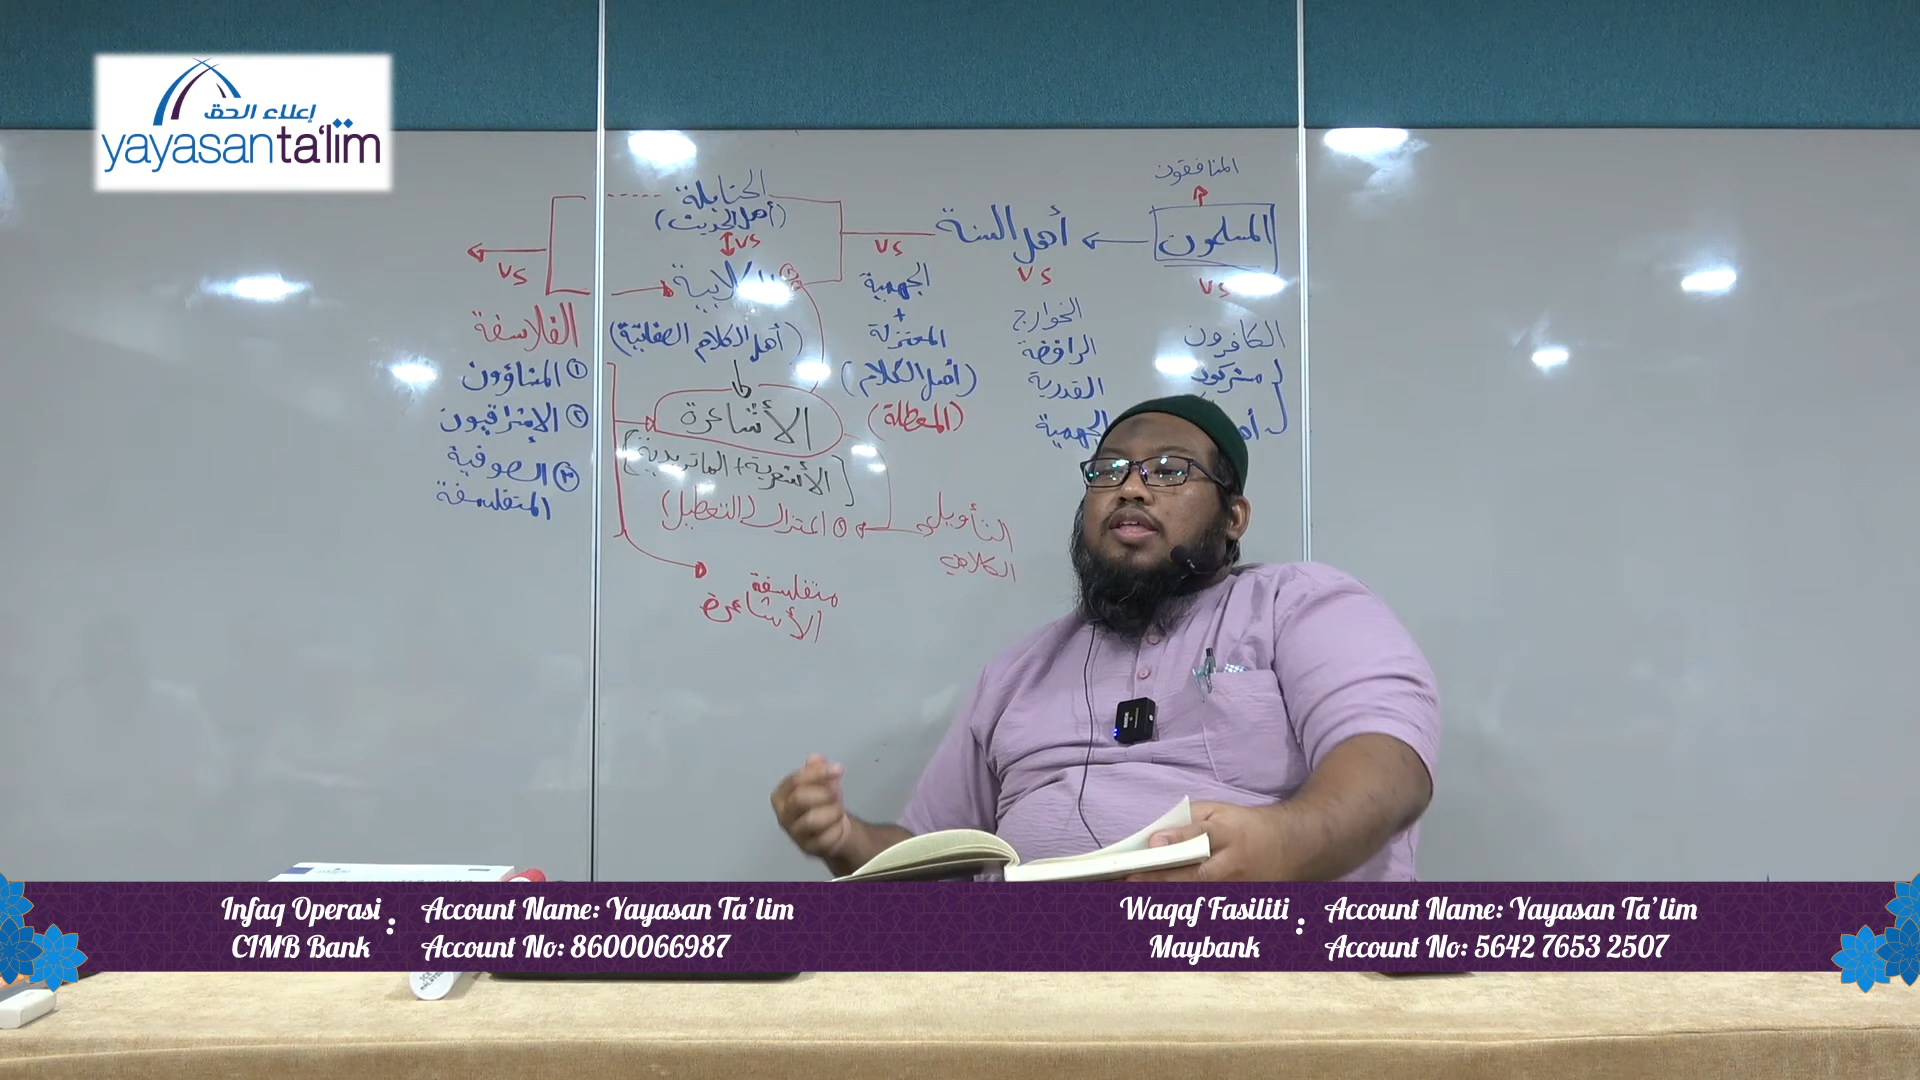 إعلاء الحق
yayasanta'lim
المنافقون
المسلمون
أهل السنة
vs
الحنابلة
(أهل الحديث)
vs
vs
vs
vs
الكافرون
مشركون
الخوارج
الرافضة
القدرية
الجهمية
الجهمية
+
المعتزلة
(أهل الكلام)
(المعطلة)
(أهل الكلام الصفاتية)
الأشاعرة
[الأشعرية + الماتريدية]
① اعتزال (التعطيل)
التأويل
الكلامي
متفلسفة
الأشاعرة
الفلاسفة
① المشاؤون
② الإشراقيون
③ الصوفية
المتفلسفة
Infaq Operasi : Account Name: Yayasan Ta'lim
CIMB Bank Account No: 8600066987
Waqaf Fasiliti : Account Name: Yayasan Ta'lim
Maybank Account No: 5642 7653 2507